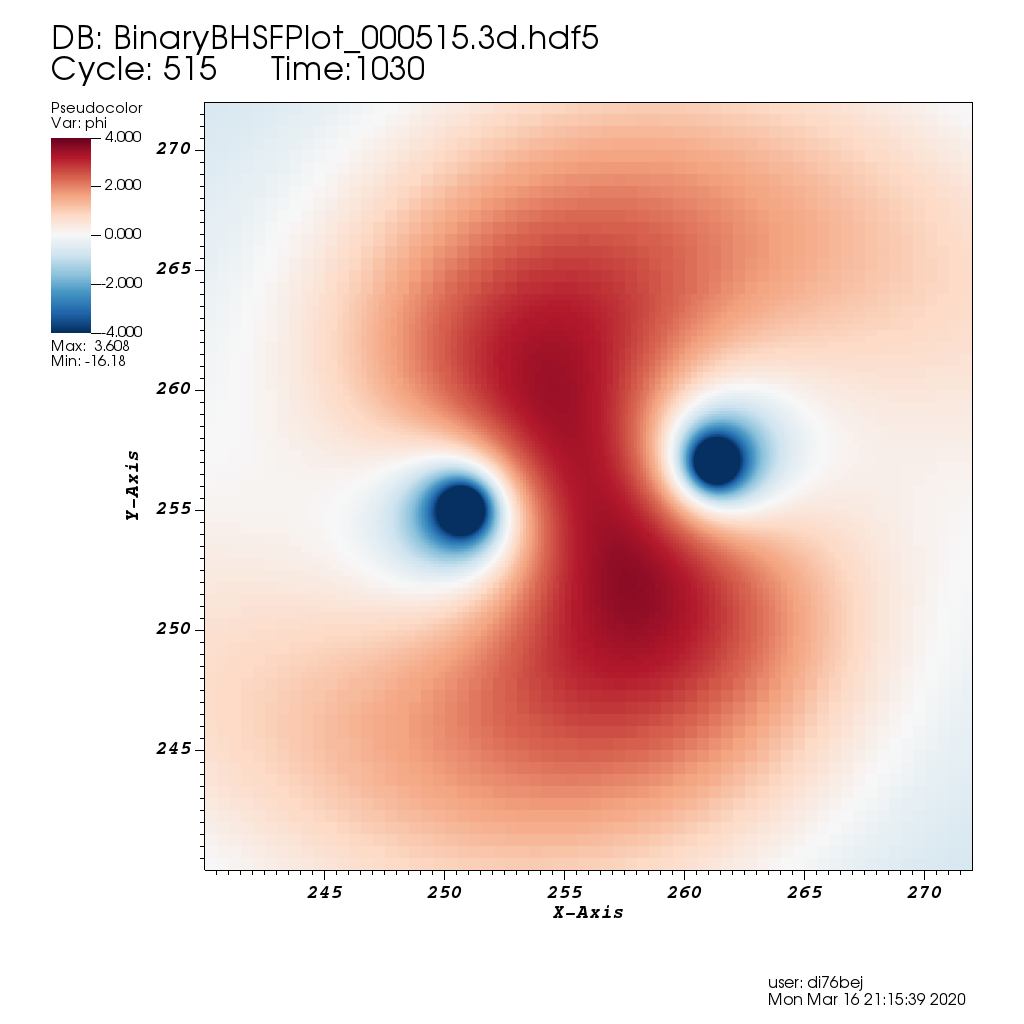 DB: BinaryBHSFPlot_000515.3d.hdf5
Cycle: 515 Time:1030
Pseudocolor
Var: phi
4.000
2.000
0.000
-2.000
-4.000
Max: 3.608
Min: -16.18
270
265
260
255
250
245
Y-Axis
245 250 255 260 265 270
X-Axis
user: di76bej
Mon Mar 16 21:15:39 2020